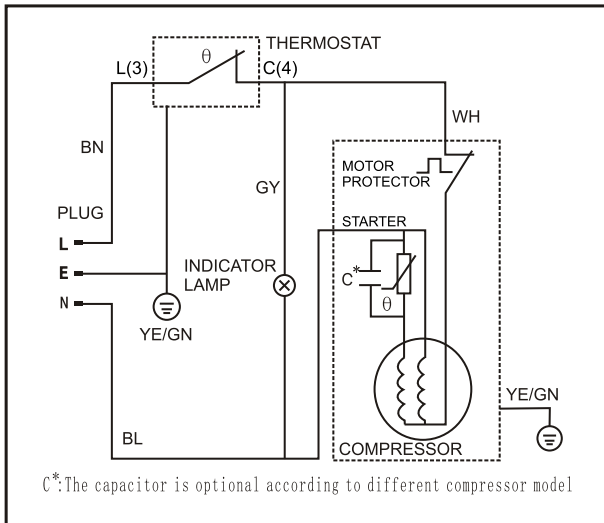 THERMOSTAT
θ
L(3)
C(4)
WH
BN
MOTOR
PROTECTOR
GY
PLUG
STARTER
L
E
INDICATOR
LAMP
C*
N
θ
YE/GN
YE/GN
BL
COMPRESSOR
C*:The capacitor is optional according to different compressor model